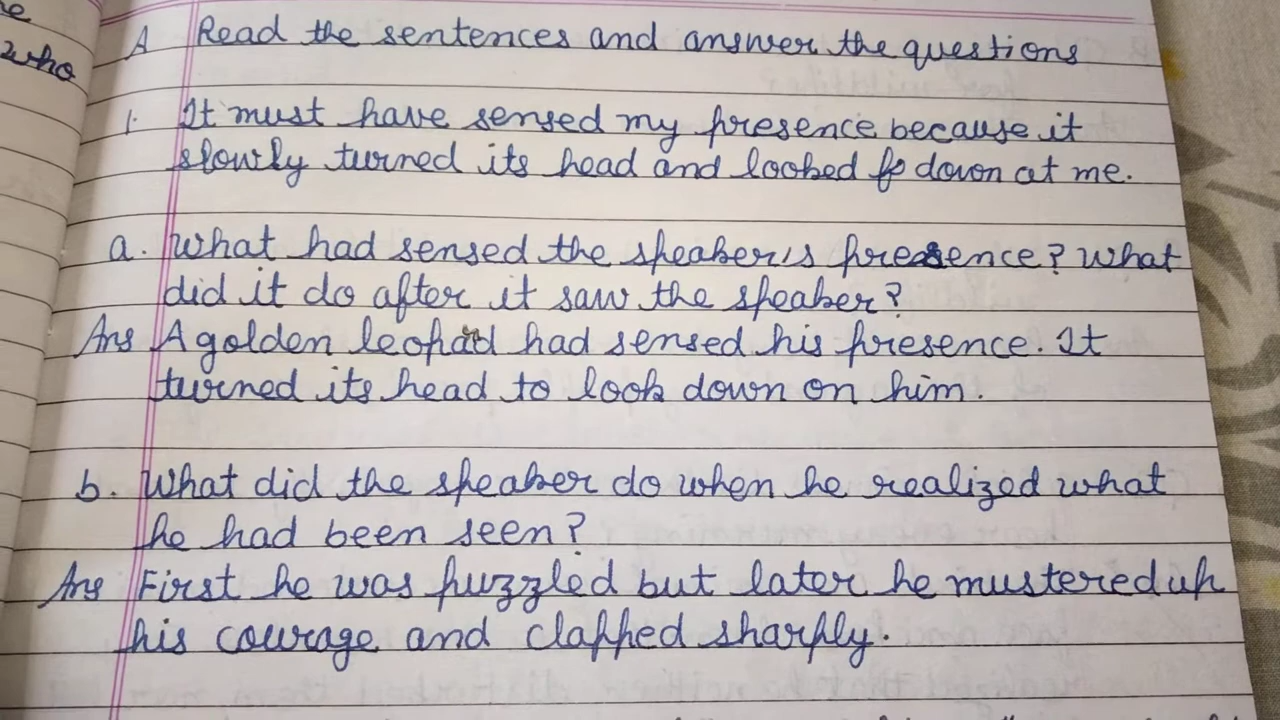 who
A Read the sentences and answer the questions
1. It must have sensed my presence because it
slowly turned its head and looked down at me.
a. What had sensed the speaker's presence? What
did it do after it saw the speaker?
Ans A golden leopard had sensed his presence. It
turned its head to look down on him.
b. What did the speaker do when he realized what
he had been seen?
Ans First he was puzzled but later he mustered up
his courage and clapped sharply.